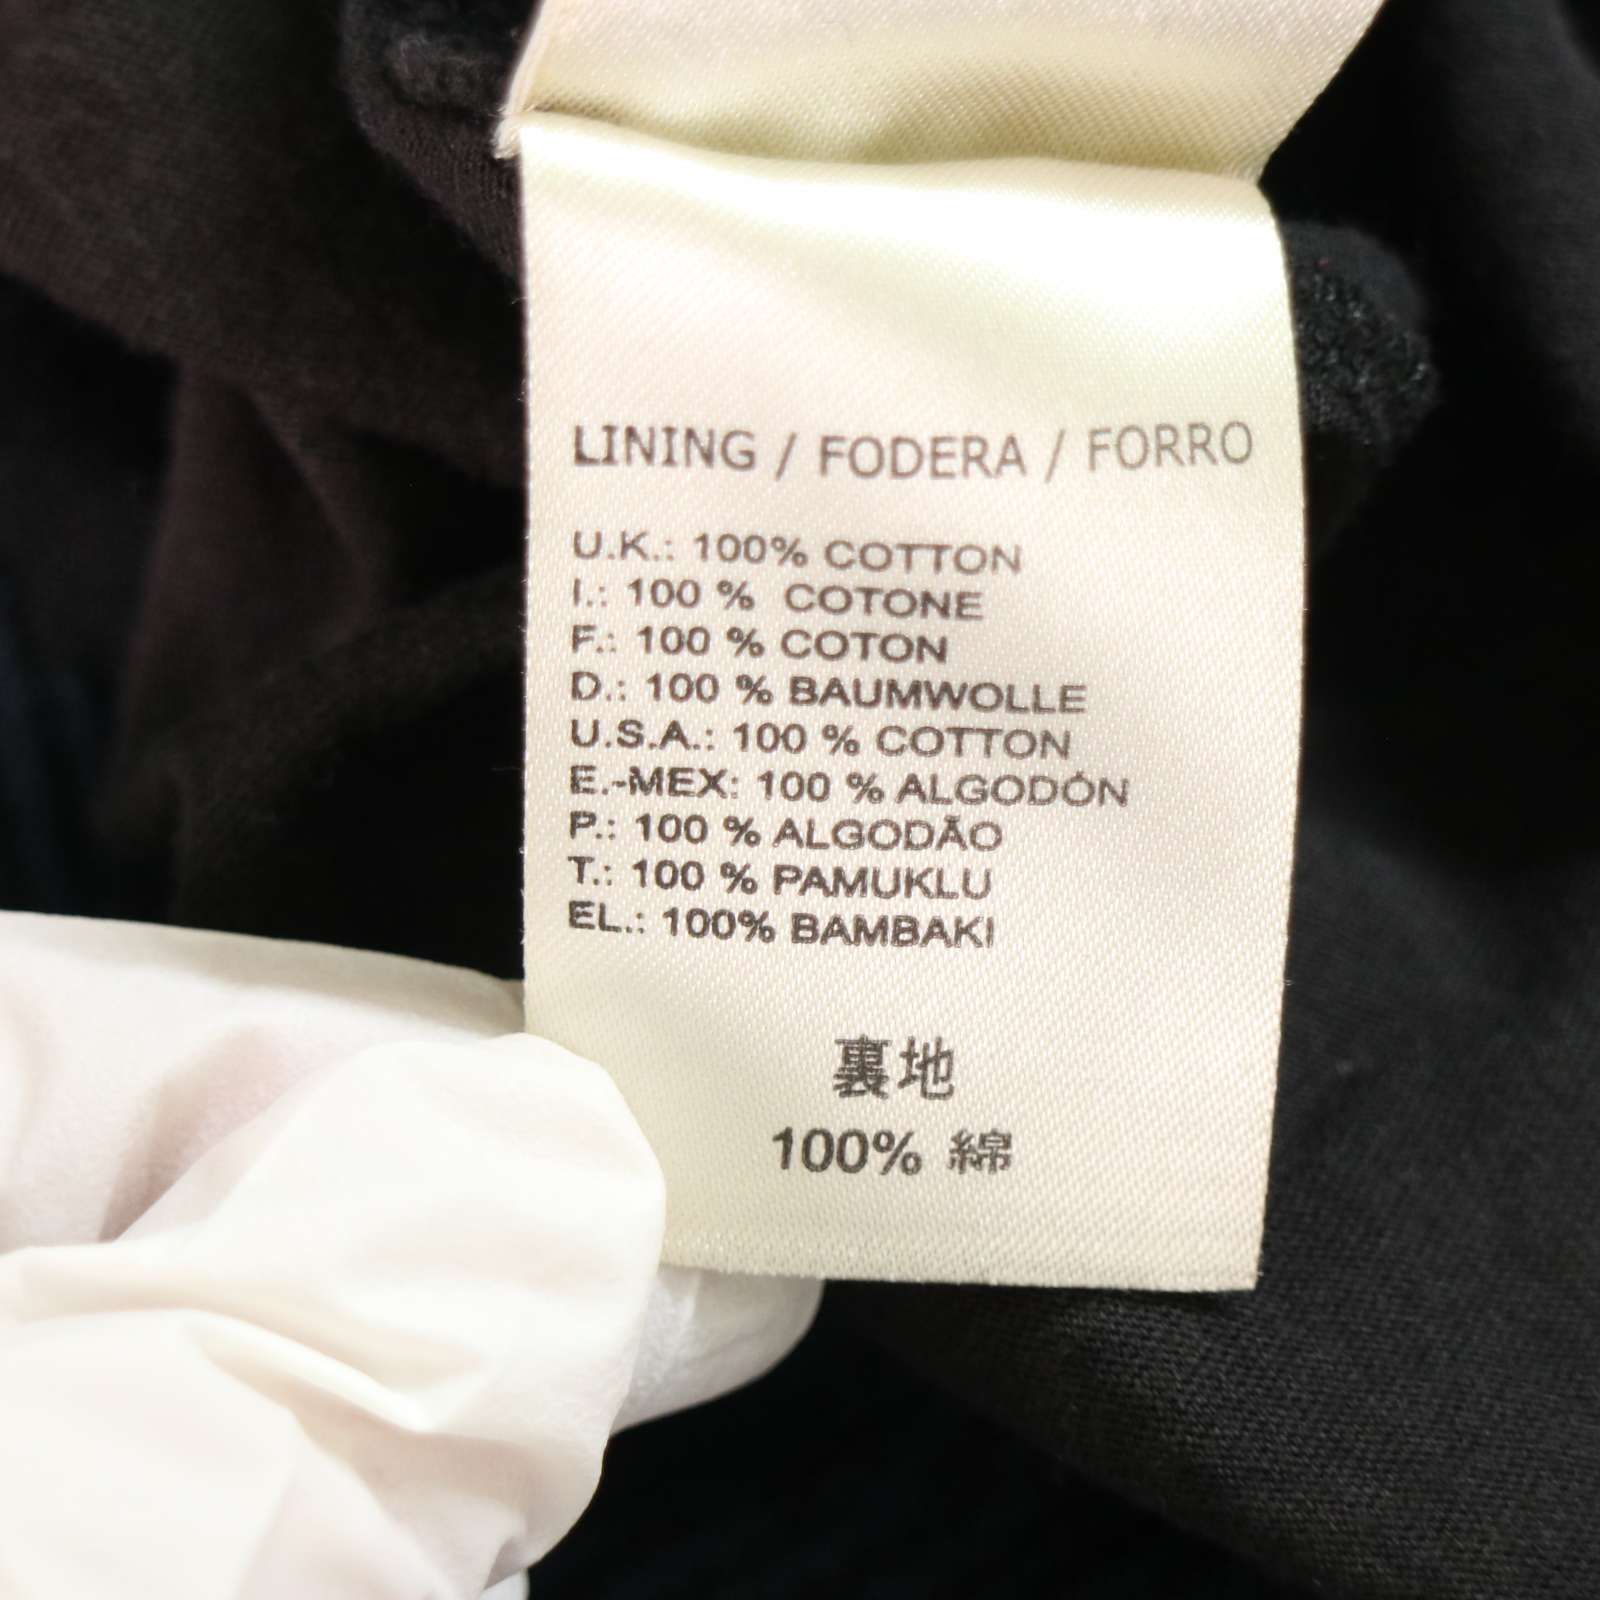 LINING / FODERA / FORRO
U.K.: 100% COTTON
I.: 100 % COTONE
F.: 100 % COTON
D.: 100 % BAUMWOLLE
U.S.A.: 100 % COTTON
E.-MEX: 100 % ALGODÓN
P.: 100 % ALGODÃO
T.: 100 % PAMUKLU
EL.: 100% BAMBAKI
裏地
100% 綿